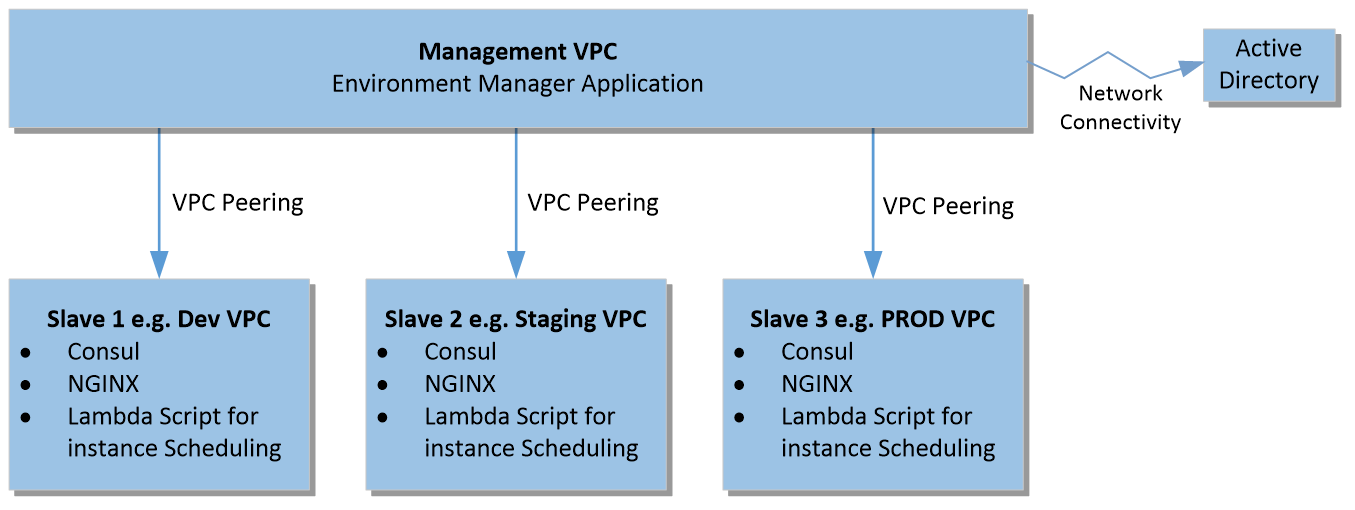 Management VPC
Environment Manager Application
Active
Directory
Network
Connectivity
VPC Peering
VPC Peering
VPC Peering
Slave 1 e.g. Dev VPC
• Consul
• NGINX
• Lambda Script for
instance Scheduling
Slave 2 e.g. Staging VPC
• Consul
• NGINX
• Lambda Script for
instance Scheduling
Slave 3 e.g. PROD VPC
• Consul
• NGINX
• Lambda Script for
instance Scheduling